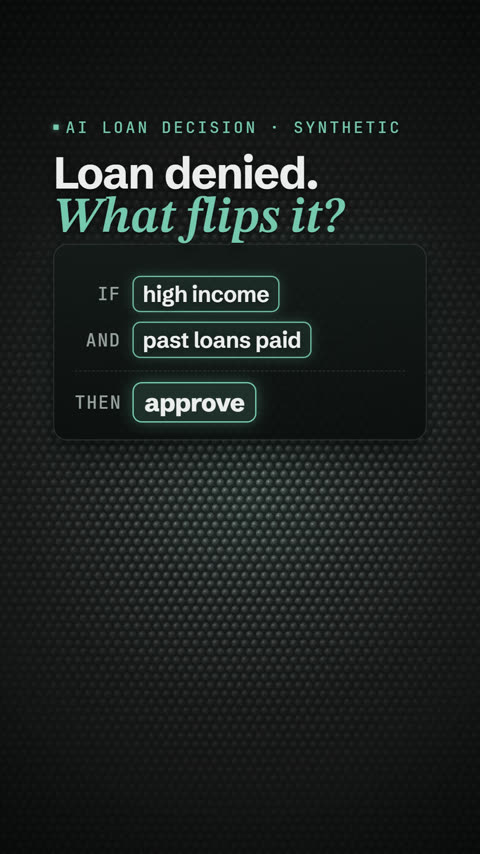 AI LOAN DECISION · SYNTHETIC
Loan denied.
What flips it?
IF high income
AND past loans paid
THEN approve